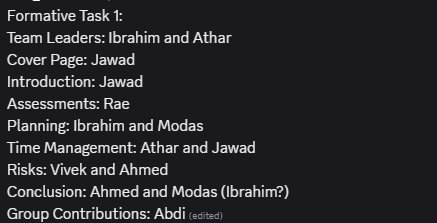 Formative Task 1:
Team Leaders: Ibrahim and Athar
Cover Page: Jawad
Introduction: Jawad
Assessments: Rae
Planning: Ibrahim and Modas
Time Management: Athar and Jawad
Risks: Vivek and Ahmed
Conclusion: Ahmed and Modas (Ibrahim?)
Group Contributions: Abdi (edited)